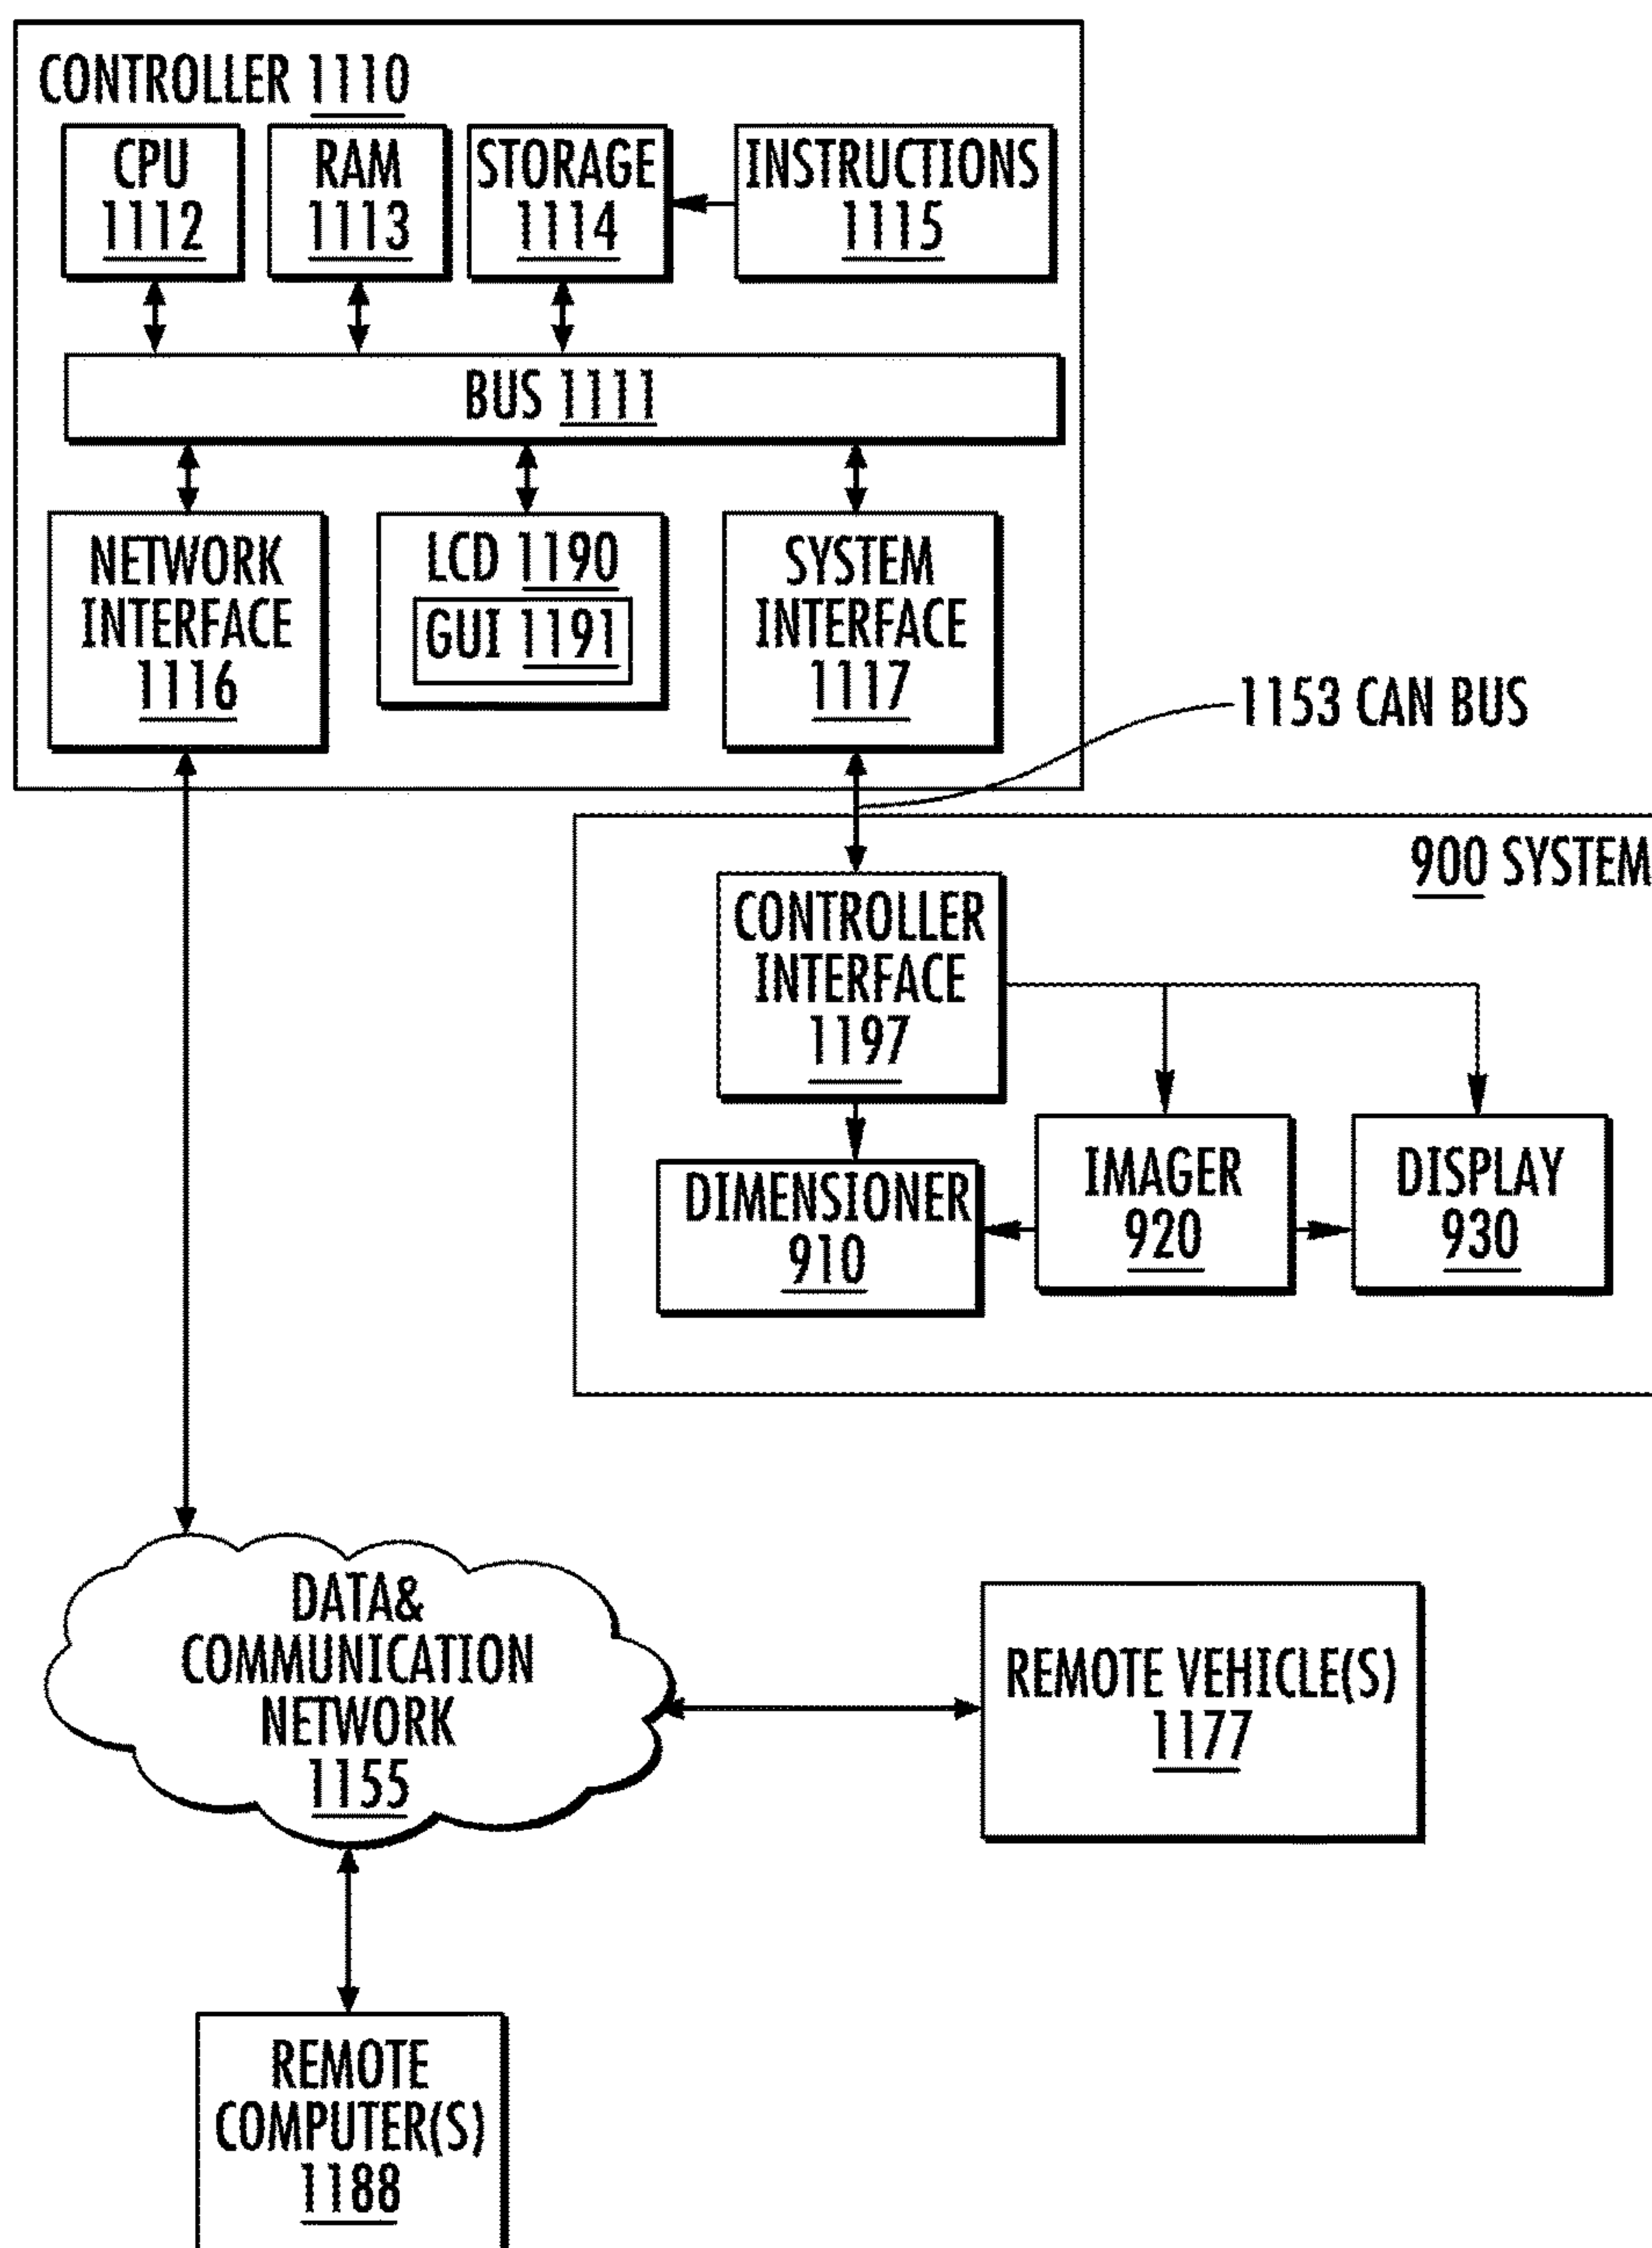 CONTROLLER 1110
CPU
1112
RAM
1113
STORAGE
1114
INSTRUCTIONS
1115
BUS 1111
NETWORK
INTERFACE
1116
LCD 1190
GUI 1191
SYSTEM
INTERFACE
1117
1153 CAN BUS
900 SYSTEM
CONTROLLER
INTERFACE
1197
DIMENSIONER
910
IMAGER
920
DISPLAY
930
DATA&
COMMUNICATION
NETWORK
1155
REMOTE VEHICLE(S)
1177
REMOTE
COMPUTER(S)
1188